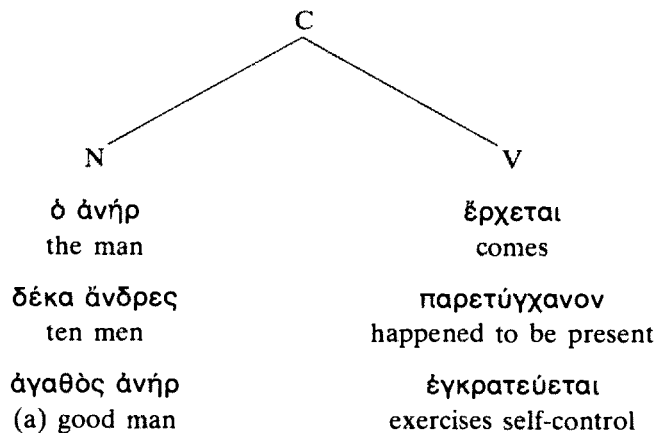 C
N V
ὁ ἀνήρ ἔρχεται
the man comes
δέκα ἄνδρες παρετύγχανον
ten men happened to be present
ἀγαθὸς ἀνήρ ἐγκρατεύεται
(a) good man exercises self-control